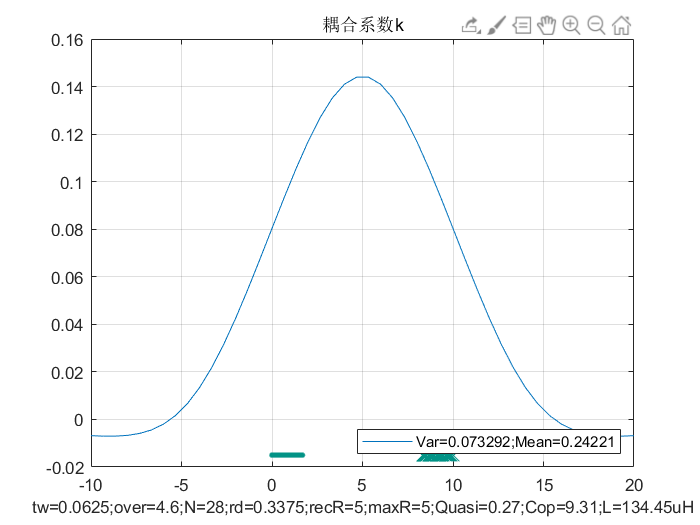 耦合系数k
0.16
0.14
0.12
0.1
0.08
0.06
0.04
0.02
0
-0.02
Var=0.073292;Mean=0.24221
-10 -5 0 5 10 15 20
tw=0.0625;over=4.6;N=28;rd=0.3375;recR=5;maxR=5;Quasi=0.27;Cop=9.31;L=134.45uH